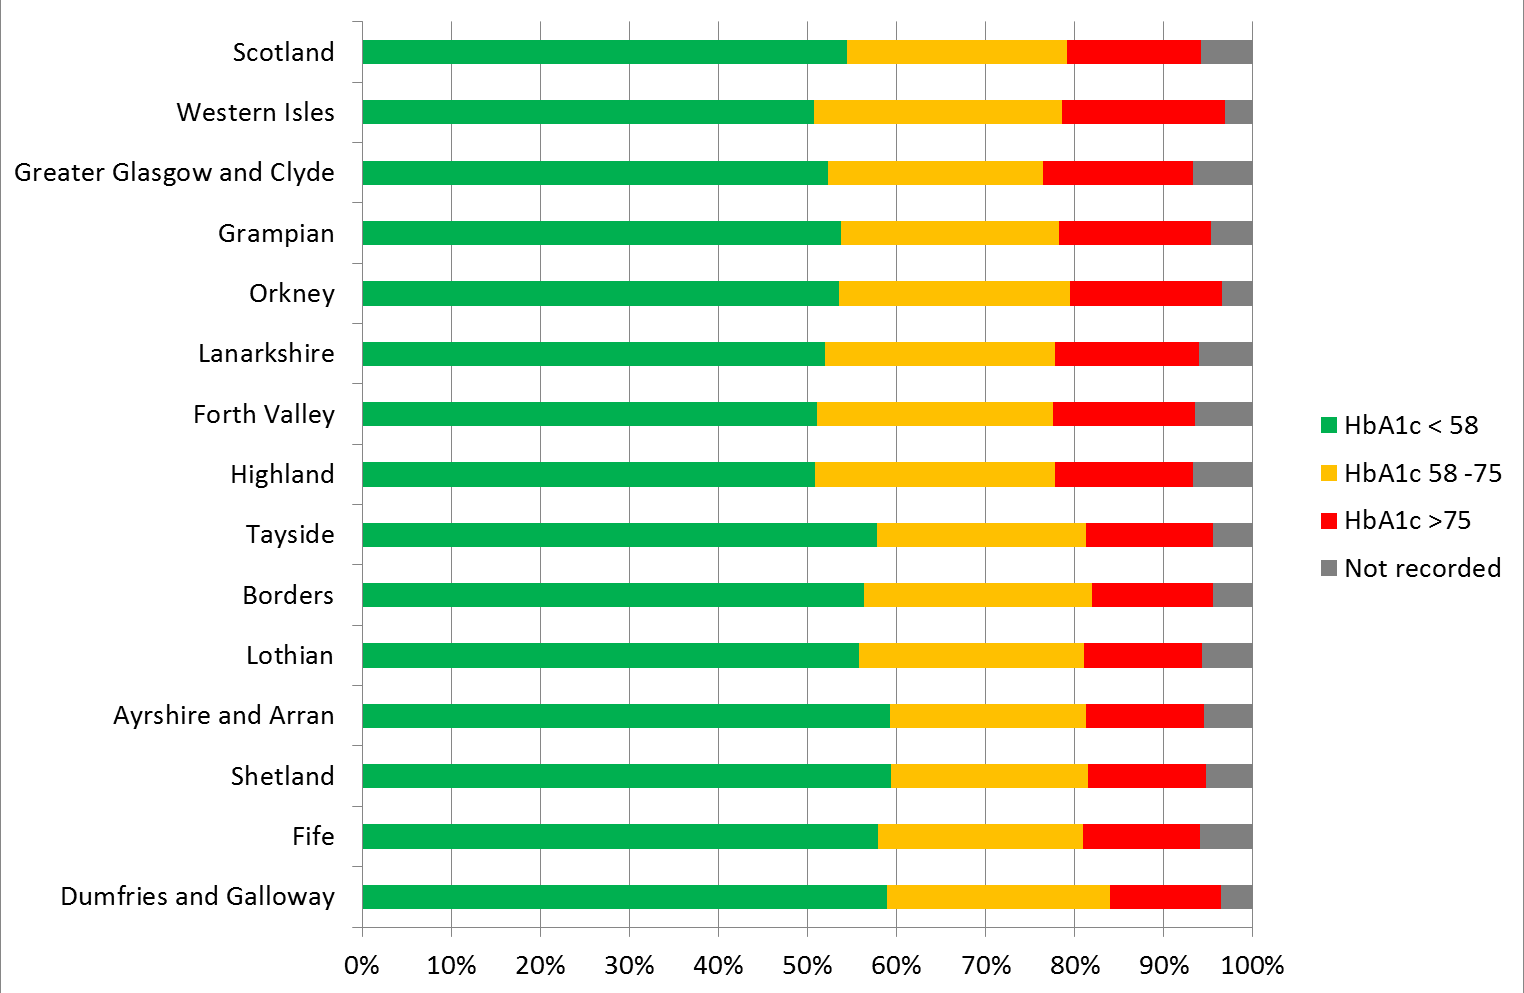 Scotland
Western Isles
Greater Glasgow and Clyde
Grampian
Orkney
Lanarkshire
Forth Valley
Highland
Tayside
Borders
Lothian
Ayrshire and Arran
Shetland
Fife
Dumfries and Galloway
0% 10% 20% 30% 40% 50% 60% 70% 80% 90% 100%
HbA1c < 58
HbA1c 58 -75
HbA1c >75
Not recorded